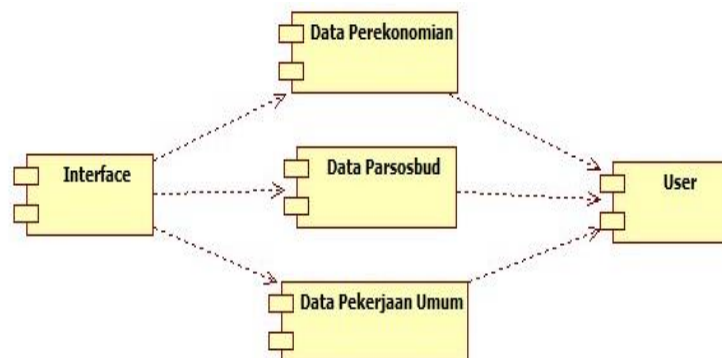 Data Perekonomian
Interface
Data Parsosbud
User
Data Pekerjaan Umum